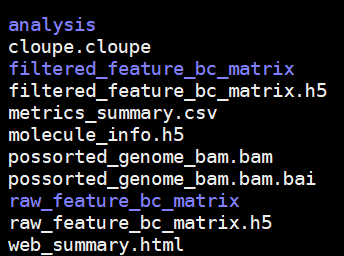 analysis
cloupe.cloupe
filtered_feature_bc_matrix
filtered_feature_bc_matrix.h5
metrics_summary.csv
molecule_info.h5
possorted_genome_bam.bam
possorted_genome_bam.bam.bai
raw_feature_bc_matrix
raw_feature_bc_matrix.h5
web_summary.html